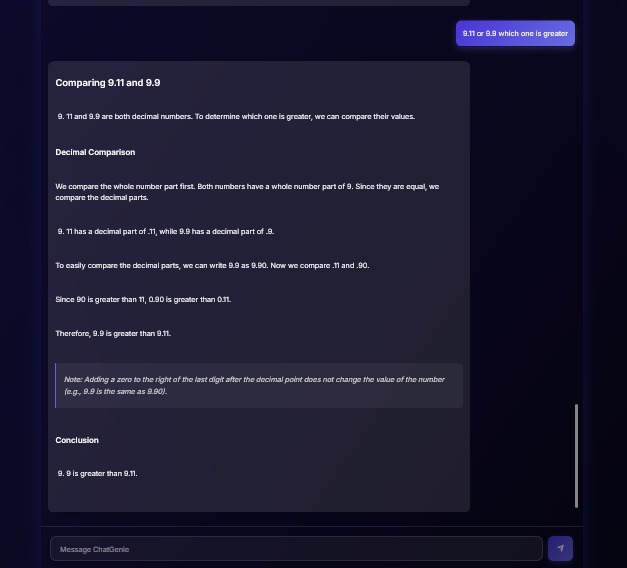 9.11 or 9.9 which one is greater
Comparing 9.11 and 9.9
9. 11 and 9.9 are both decimal numbers. To determine which one is greater, we can compare their values.
Decimal Comparison
We compare the whole number part first. Both numbers have a whole number part of 9. Since they are equal, we
compare the decimal parts.
9. 11 has a decimal part of .11, while 9.9 has a decimal part of .9.
To easily compare the decimal parts, we can write 9.9 as 9.90. Now we compare .11 and .90.
Since 90 is greater than 11, 0.90 is greater than 0.11.
Therefore, 9.9 is greater than 9.11.
Note: Adding a zero to the right of the last digit after the decimal point does not change the value of the number
(e.g., 9.9 is the same as 9.90).
Conclusion
9. 9 is greater than 9.11.
Message ChatGenie